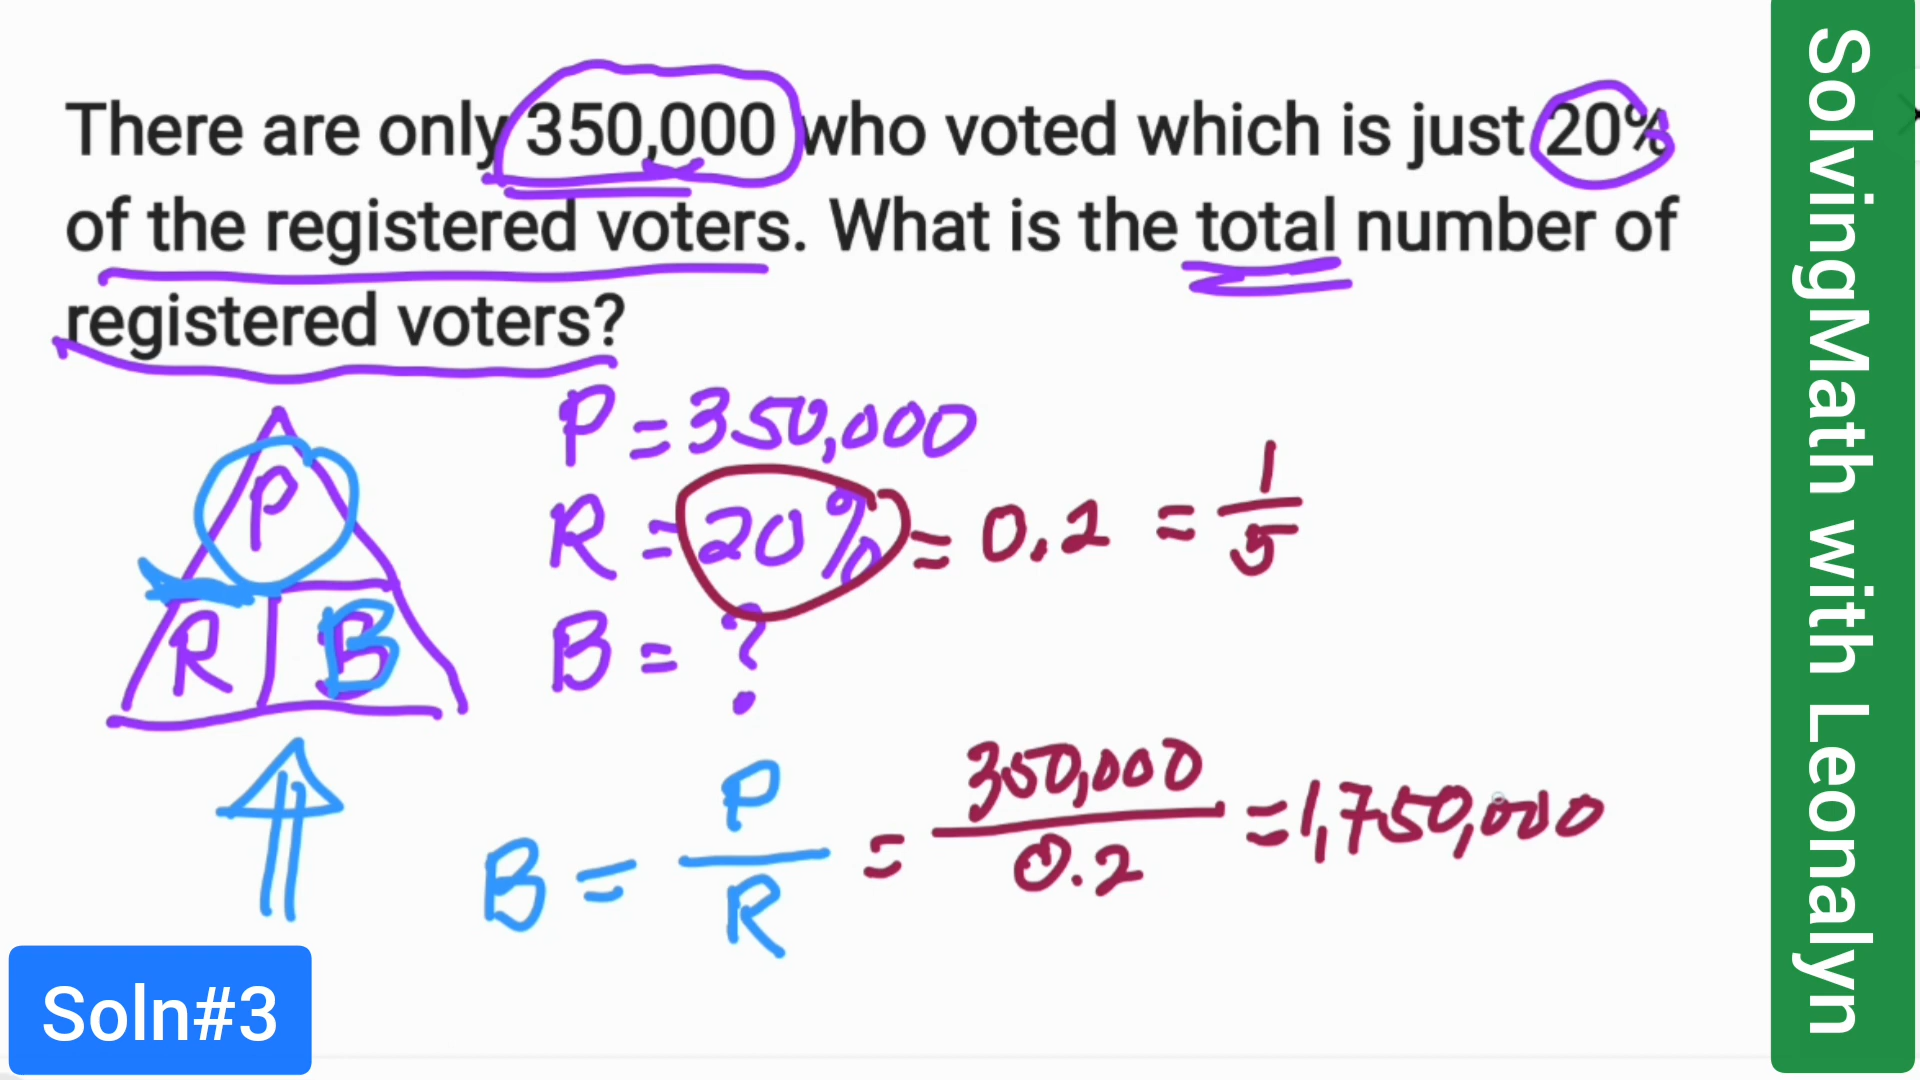 There are only 350,000 who voted which is just 20%
of the registered voters. What is the total number of
registered voters?
P = 350,000
R = 20% = 0.2 = 1/5
B = ?
P
R B
B = P/R = 350,000/0.2 = 1,750,000
Soln#3
SolvingMath with Leonalyn